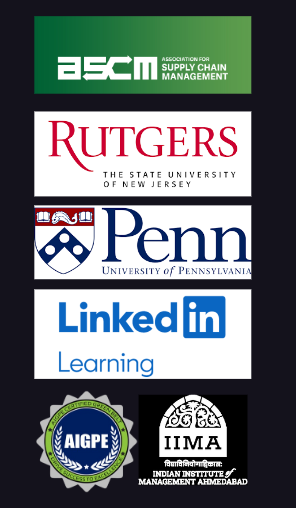 ascm
ASSOCIATION FOR
SUPPLY CHAIN
MANAGEMENT
RUTGERS
THE STATE UNIVERSITY
OF NEW JERSEY
Penn
UNIVERSITY of PENNSYLVANIA
Linked in
Learning
AIGPE
IIMA
विद्याविनियोगाद्विकासः
INDIAN INSTITUTE of
MANAGEMENT AHMEDABAD